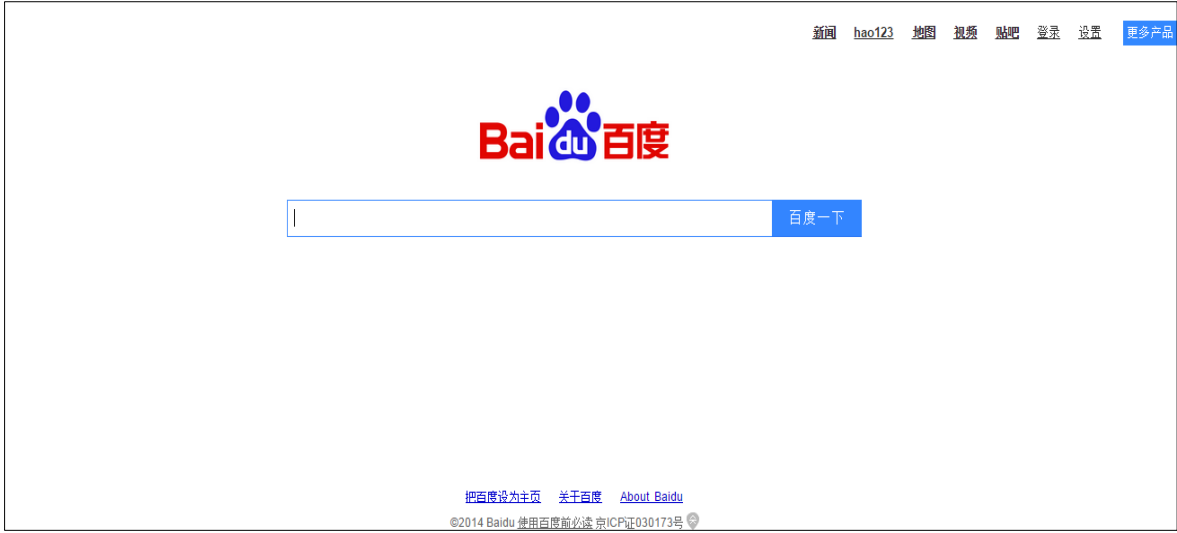 新闻 hao123 地图 视频 贴吧 登录 设置 更多产品
Bai du 百度
百度一下
把百度设为主页 关于百度 About Baidu
©2014 Baidu 使用百度前必读 京ICP证030173号